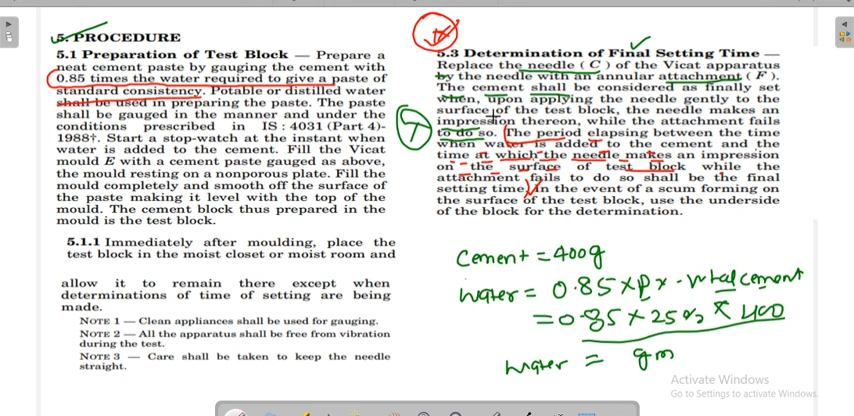 5. PROCEDURE
5.1 Preparation of Test Block — Prepare a
neat cement paste by gauging the cement with
0.85 times the water required to give a paste of
standard consistency. Potable or distilled water
shall be used in preparing the paste. The paste
shall be gauged in the manner and under the
conditions prescribed in IS : 4031 (Part 4)-
1988†. Start a stop-watch at the instant when
water is added to the cement. Fill the Vicat
mould E with a cement paste gauged as above,
the mould resting on a nonporous plate. Fill the
mould completely and smooth off the surface of
the paste making it level with the top of the
mould. The cement block thus prepared in the
mould is the test block.
5.1.1 Immediately after moulding, place the
test block in the moist closet or moist room and
allow it to remain there except when
determinations of time of setting are being
made.
NOTE 1 — Clean appliances shall be used for gauging.
NOTE 2 — All the apparatus shall be free from vibration
during the test.
NOTE 3 — Care shall be taken to keep the needle
straight.
5.3 Determination of Final Setting Time —
Replace the needle ( C ) of the Vicat apparatus
by the needle with an annular attachment ( F ).
The cement shall be considered as finally set
when, upon applying the needle gently to the
surface of the test block, the needle makes an
impression thereon, while the attachment fails
to do so. The period elapsing between the time
when water is added to the cement and the
time at which the needle makes an impression
on the surface of test block while the
attachment fails to do so shall be the final
setting time. In the event of a scum forming on
the surface of the test block, use the underside
of the block for the determination.
Cement = 400g
Water = 0.85 × P × wt of cement
= 0.85 × 25% × 400
water = gm
Activate Windows
Go to Settings to activate Windows.